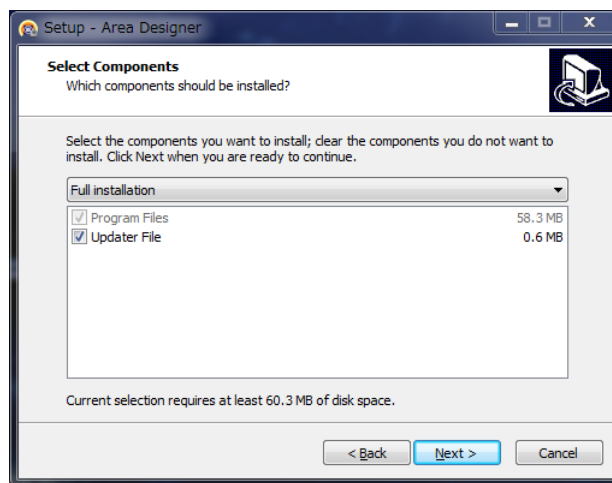 Setup - Area Designer
Select Components
Which components should be installed?
Select the components you want to install; clear the components you do not want to
install. Click Next when you are ready to continue.
Full installation
Program Files 58.3 MB
Updater File 0.6 MB
Current selection requires at least 60.3 MB of disk space.
< Back Next > Cancel